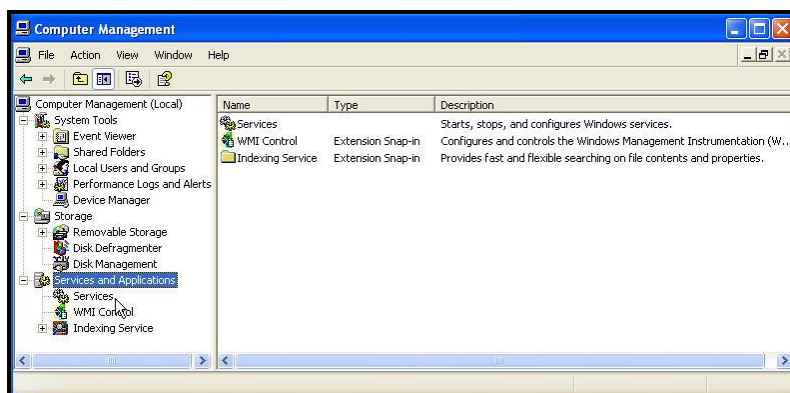 Computer Management
File Action View Window Help
Computer Management (Local)
System Tools
Event Viewer
Shared Folders
Local Users and Groups
Performance Logs and Alerts
Device Manager
Storage
Removable Storage
Disk Defragmenter
Disk Management
Services and Applications
Services
WMI Control
Indexing Service
Name Type Description
Services Starts, stops, and configures Windows services.
WMI Control Extension Snap-in Configures and controls the Windows Management Instrumentation (W...
Indexing Service Extension Snap-in Provides fast and flexible searching on file contents and properties.